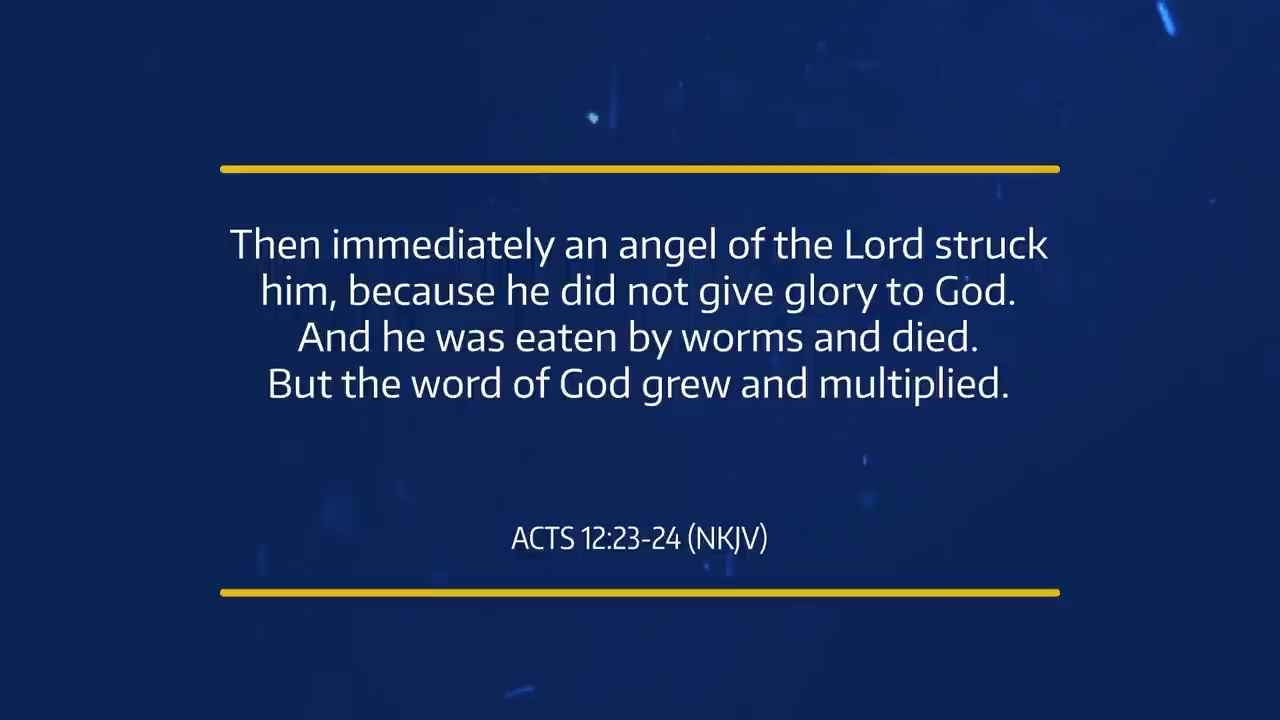 Then immediately an angel of the Lord struck
him, because he did not give glory to God.
And he was eaten by worms and died.
But the word of God grew and multiplied.
ACTS 12:23-24 (NKJV)